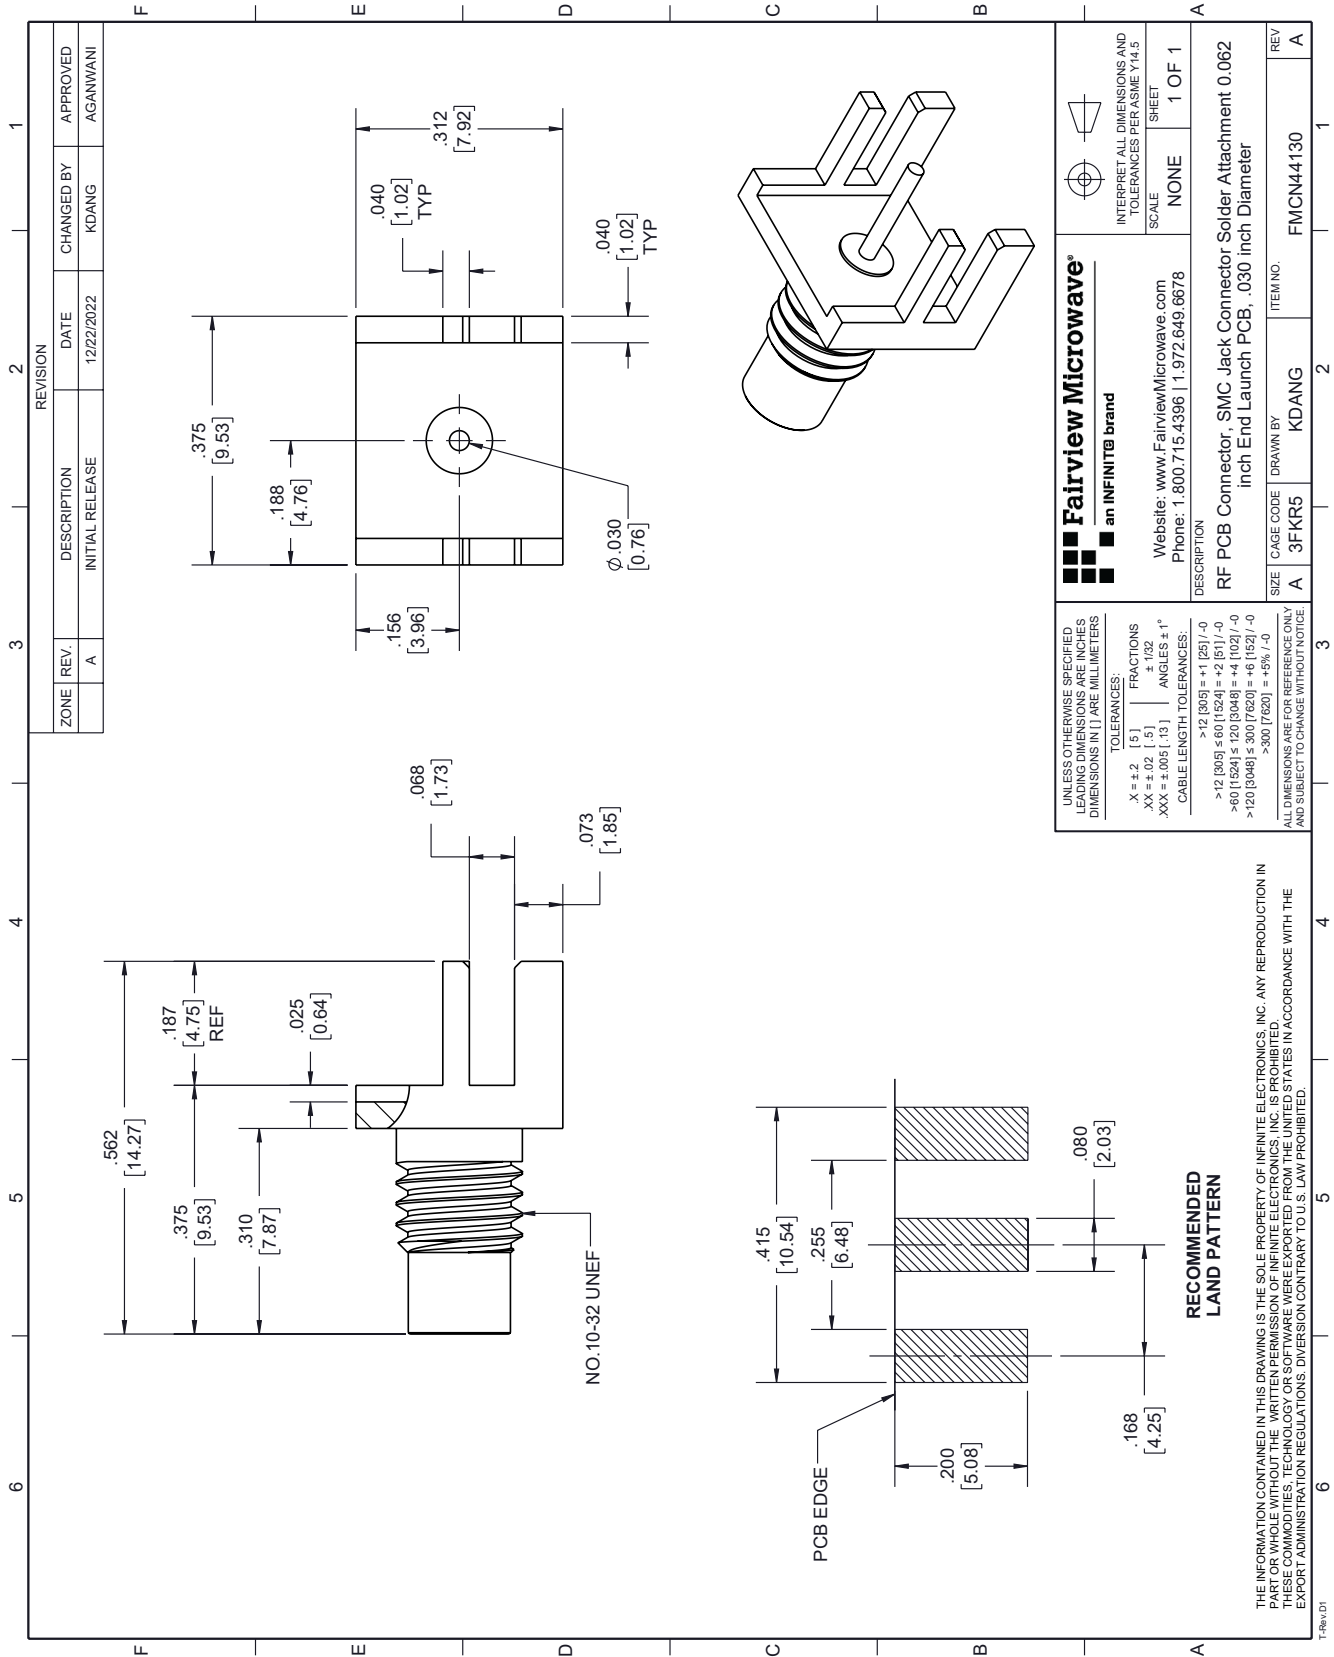 6
5
4
3
2
1
F
E
D
C
B
A
REVISION
ZONE REV. DESCRIPTION DATE CHANGED BY APPROVED
A INITIAL RELEASE 12/22/2022 KDANG AGANWANI
.562
[14.27]
.375
[9.53]
.187
[4.75]
REF
.310
[7.87]
.025
[0.64]
.068
[1.73]
.073
[1.85]
NO.10-32 UNEF
.375
[9.53]
.188
[4.76]
.156
[3.96]
.312
[7.92]
.040
[1.02]
TYP
.040
[1.02]
TYP
Ø.030
[0.76]
PCB EDGE
.415
[10.54]
.255
[6.48]
.200
[5.08]
.080
[2.03]
.168
[4.25]
RECOMMENDED
LAND PATTERN
THE INFORMATION CONTAINED IN THIS DRAWING IS THE SOLE PROPERTY OF INFINITE ELECTRONICS, INC. ANY REPRODUCTION IN
PART OR WHOLE WITHOUT THE WRITTEN PERMISSION OF INFINITE ELECTRONICS, INC. IS PROHIBITED.
THESE COMMODITIES, TECHNOLOGY OR SOFTWARE WERE EXPORTED FROM THE UNITED STATES IN ACCORDANCE WITH THE
EXPORT ADMINISTRATION REGULATIONS. DIVERSION CONTRARY TO U.S. LAW PROHIBITED.
UNLESS OTHERWISE SPECIFIED
LEADING DIMENSIONS ARE INCHES
DIMENSIONS IN [ ] ARE MILLIMETERS
TOLERANCES:
.X = ±.2 [5] FRACTIONS
.XX = ±.02 [.5] ± 1/32
.XXX = ±.005 [.13] ANGLES ± 1°
CABLE LENGTH TOLERANCES:
>12 [305] = +1 [25] / -0
>12 [305] ≤ 60 [1524] = +2 [51] / -0
>60 [1524] ≤ 120 [3048] = +4 [102] / -0
>120 [3048] ≤ 300 [7620] = +6 [152] / -0
>300 [7620] = +5% / -0
ALL DIMENSIONS ARE FOR REFERENCE ONLY
AND SUBJECT TO CHANGE WITHOUT NOTICE.
Fairview Microwave®
an INFINIT@ brand
Website: www.FairviewMicrowave.com
Phone: 1.800.715.4396 | 1.972.649.6678
INTERPRET ALL DIMENSIONS AND
TOLERANCES PER ASME Y14.5
SCALE
NONE
SHEET
1 OF 1
DESCRIPTION
RF PCB Connector, SMC Jack Connector Solder Attachment 0.062
inch End Launch PCB, .030 inch Diameter
SIZE
A
CAGE CODE
3FKR5
DRAWN BY
KDANG
ITEM NO.
FMCN44130
REV
A
F
E
D
C
B
A
6
5
4
3
2
1
T-Rev.D1